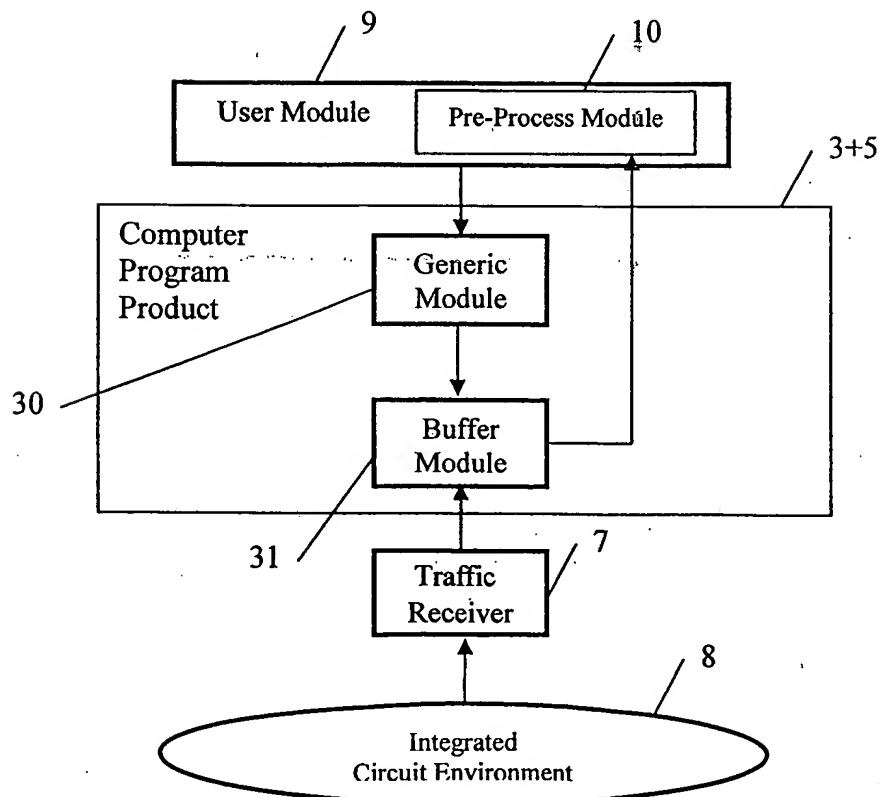 9
10
User Module
Pre-Process Module
3+5
Computer
Program
Product
Generic
Module
30
Buffer
Module
31
7
Traffic
Receiver
8
Integrated
Circuit Environment